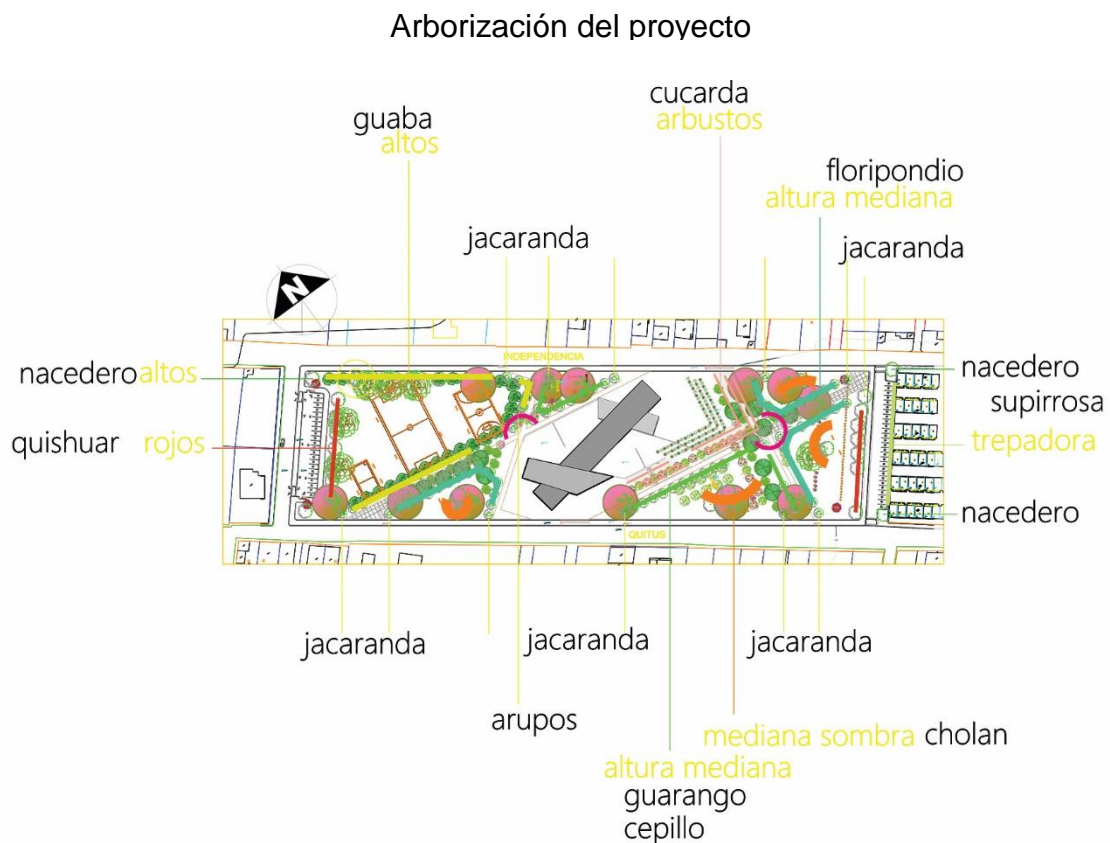 Arborización del proyecto
cucarda
arbustos
guaba
altos
floripondio
altura mediana
jacaranda
jacaranda
N
INDEPENDENCIA
nacedero altos
nacedero
supirrosa
quishuar rojos
trepadora
nacedero
QUITUS
jacaranda
jacaranda
jacaranda
arupos
mediana sombra cholan
altura mediana
guarango
cepillo